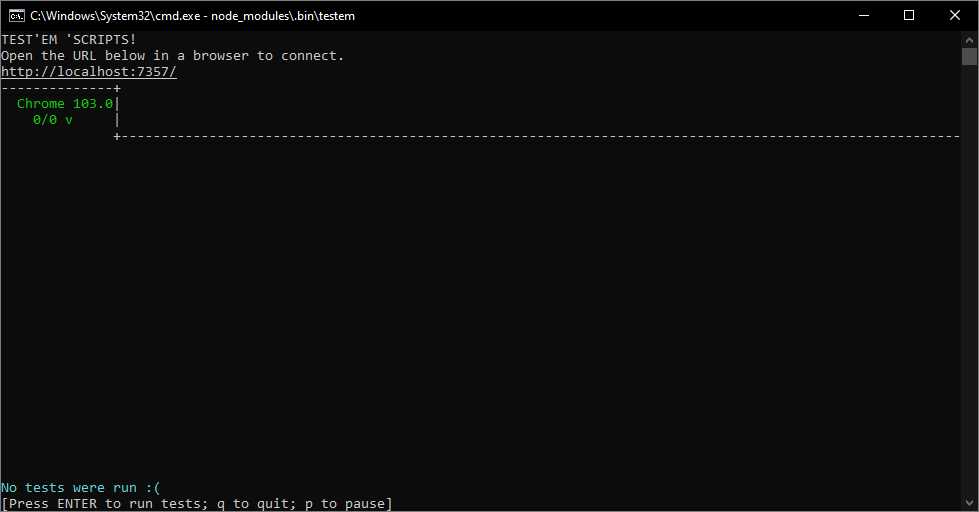 C:\Windows\System32\cmd.exe - node_modules\.bin\testem
TEST'EM 'SCRIPTS!
Open the URL below in a browser to connect.
http://localhost:7357/
--------------+
Chrome 103.0|
0/0 v |
+---------------------------------------------------------------------------------------------------------
No tests were run :(
[Press ENTER to run tests; q to quit; p to pause]